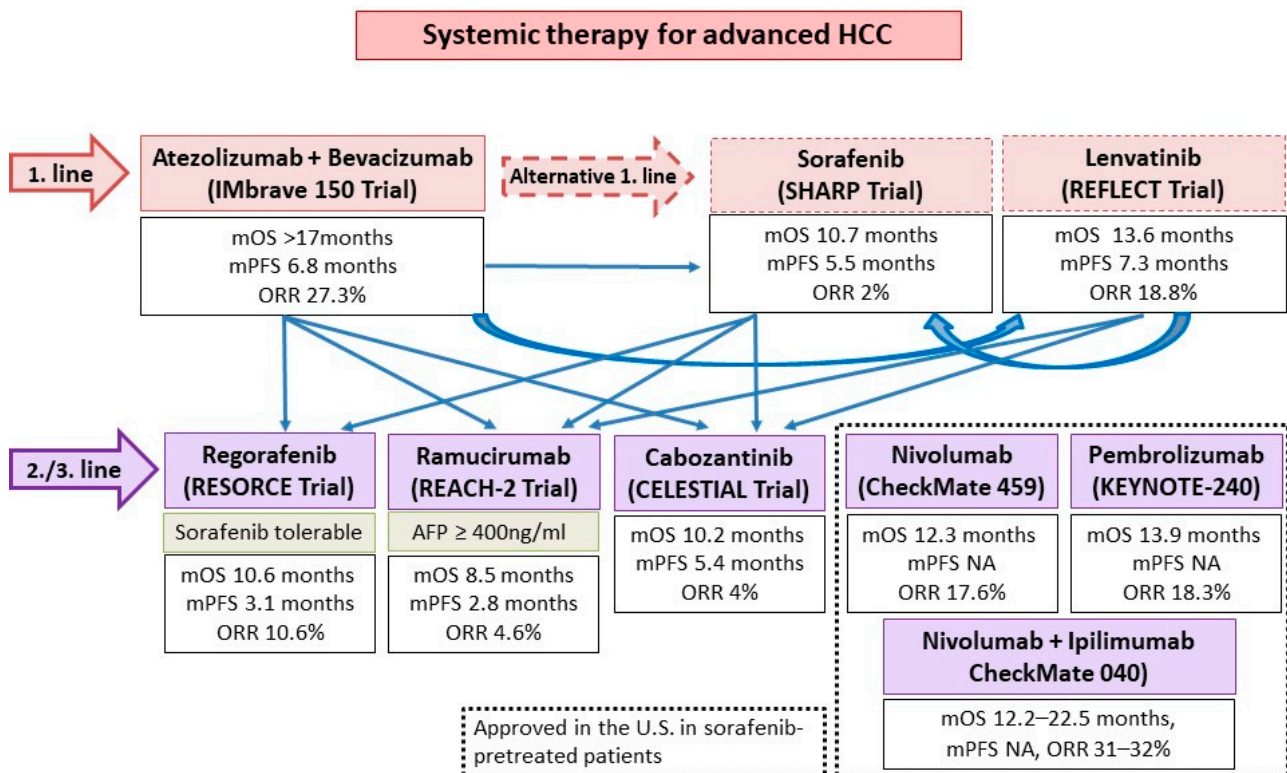 Systemic therapy for advanced HCC
1. line
Atezolizumab + Bevacizumab
(IMbrave 150 Trial)
mOS >17months
mPFS 6.8 months
ORR 27.3%
Alternative 1. line
Sorafenib
(SHARP Trial)
mOS 10.7 months
mPFS 5.5 months
ORR 2%
Lenvatinib
(REFLECT Trial)
mOS 13.6 months
mPFS 7.3 months
ORR 18.8%
2./3. line
Regorafenib
(RESORCE Trial)
Sorafenib tolerable
mOS 10.6 months
mPFS 3.1 months
ORR 10.6%
Ramucirumab
(REACH-2 Trial)
AFP ≥ 400ng/ml
mOS 8.5 months
mPFS 2.8 months
ORR 4.6%
Cabozantinib
(CELESTIAL Trial)
mOS 10.2 months
mPFS 5.4 months
ORR 4%
Nivolumab
(CheckMate 459)
mOS 12.3 months
mPFS NA
ORR 17.6%
Pembrolizumab
(KEYNOTE-240)
mOS 13.9 months
mPFS NA
ORR 18.3%
Nivolumab + Ipilimumab
CheckMate 040)
mOS 12.2–22.5 months,
mPFS NA, ORR 31–32%
Approved in the U.S. in sorafenib-
pretreated patients